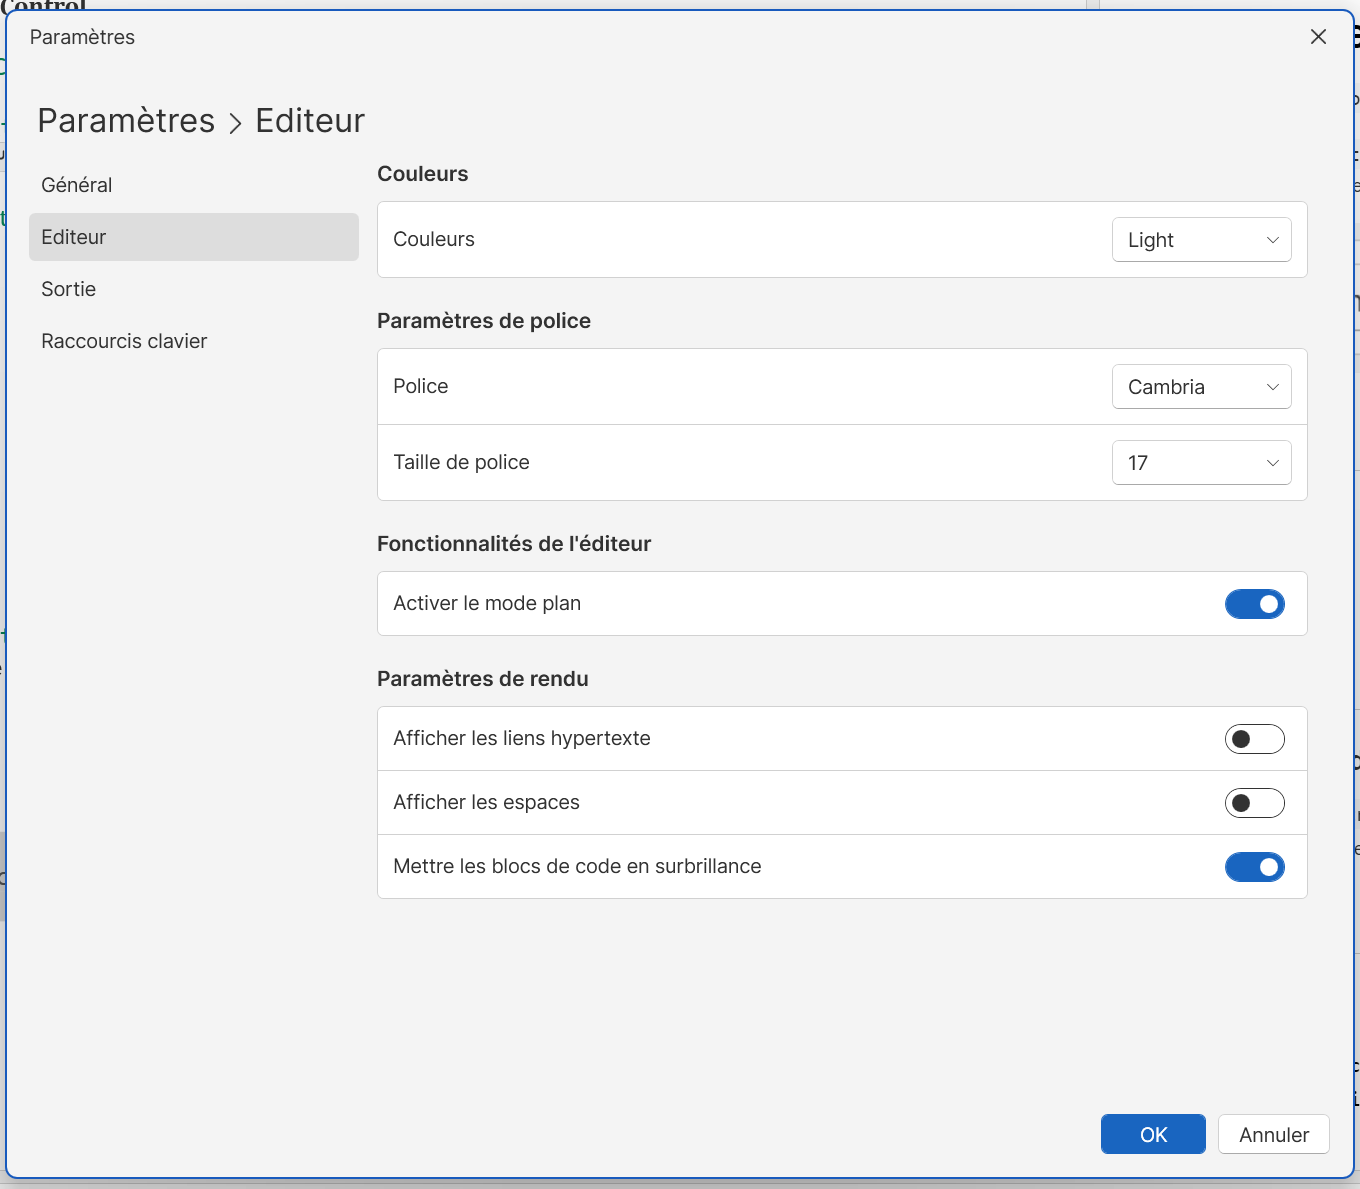 Control
Paramètres
Paramètres > Editeur
Général
Editeur
Sortie
Raccourcis clavier
Couleurs
Couleurs
Light
Paramètres de police
Police
Cambria
Taille de police
17
Fonctionnalités de l'éditeur
Activer le mode plan
Paramètres de rendu
Afficher les liens hypertexte
Afficher les espaces
Mettre les blocs de code en surbrillance
OK
Annuler